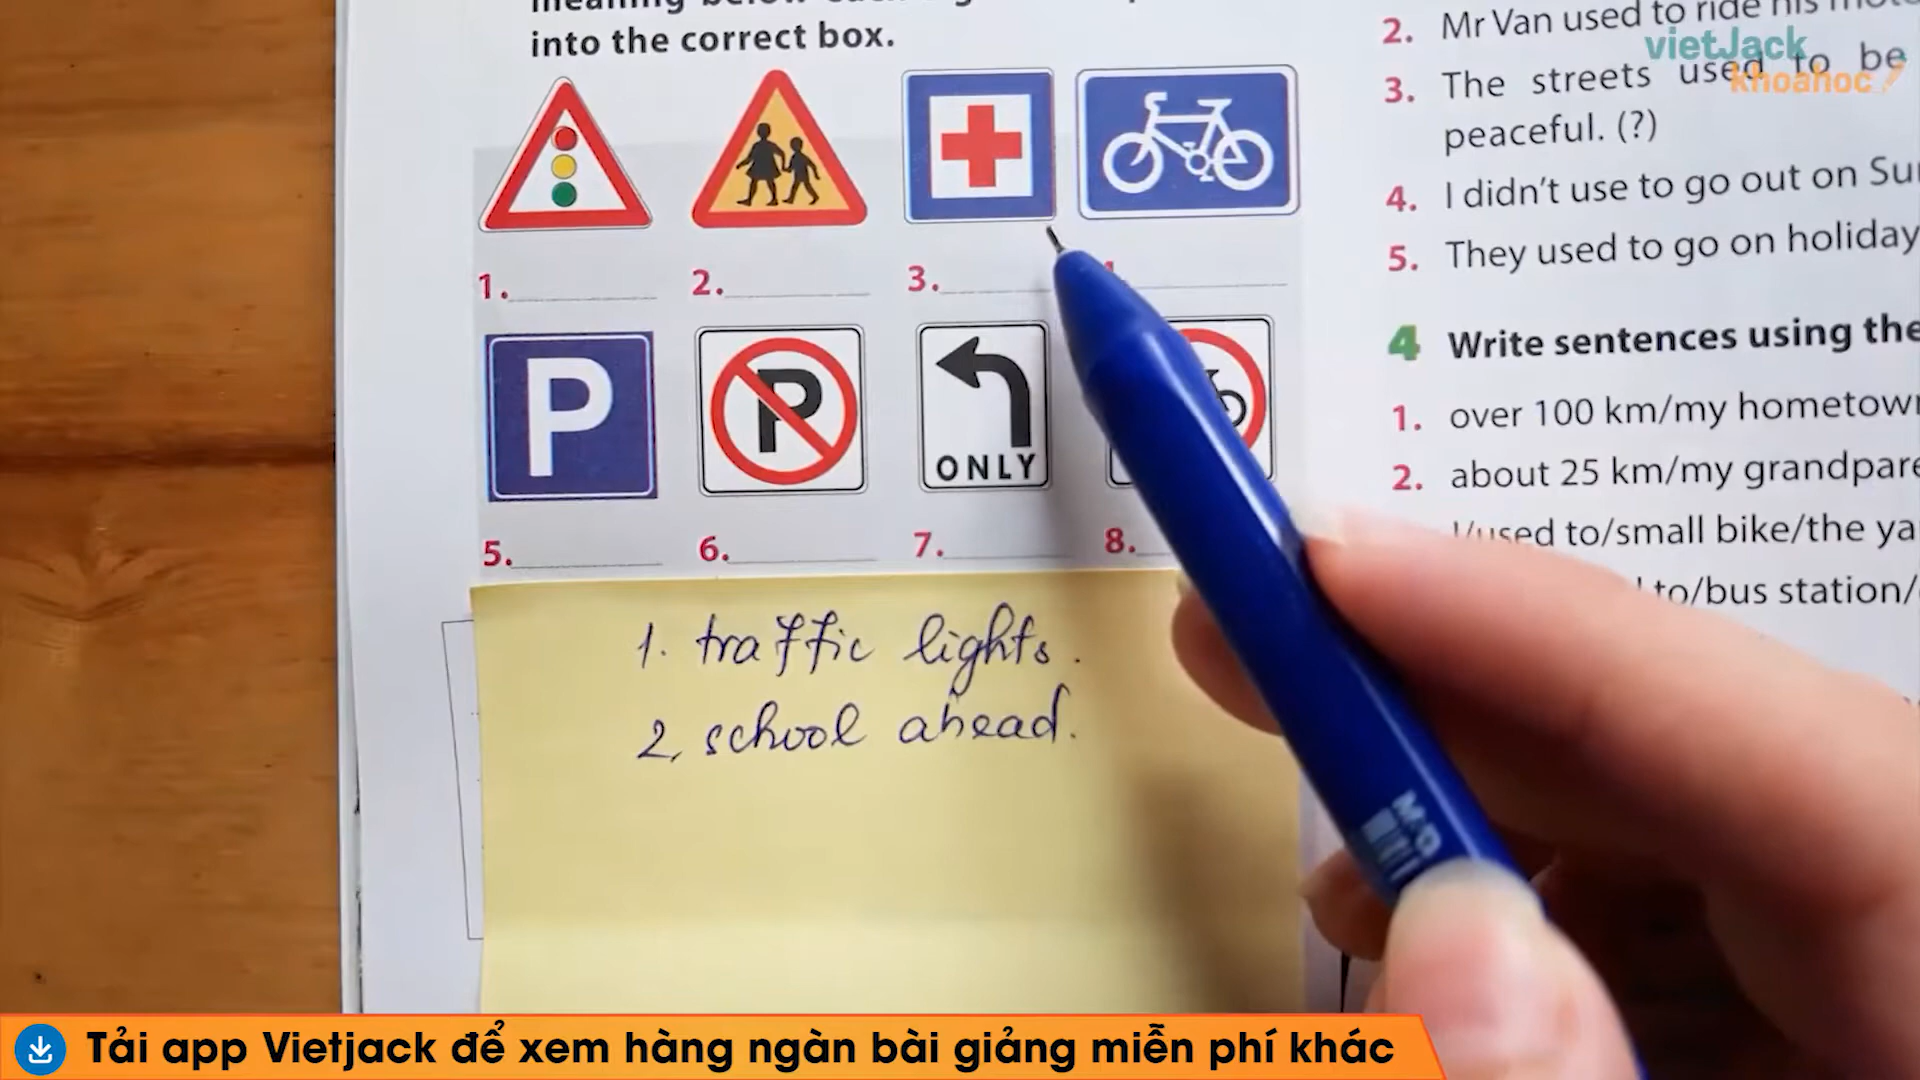 into the correct box.
1.
2.
3.
P
P
ONLY
5.
6.
7.
8.
1. traffic lights.
2, school ahead.
2. Mr Van used to ride his
3. The streets used to be
peaceful. (?)
4. I didn't use to go out on
5. They used to go on holiday
4 Write sentences using the
1. over 100 km/my
2. about 25 km/my
used to/small bike/the
to/bus station/
vietJack
khoahoc
M&G
Tải app Vietjack để xem hàng ngàn bài giảng miễn phí khác